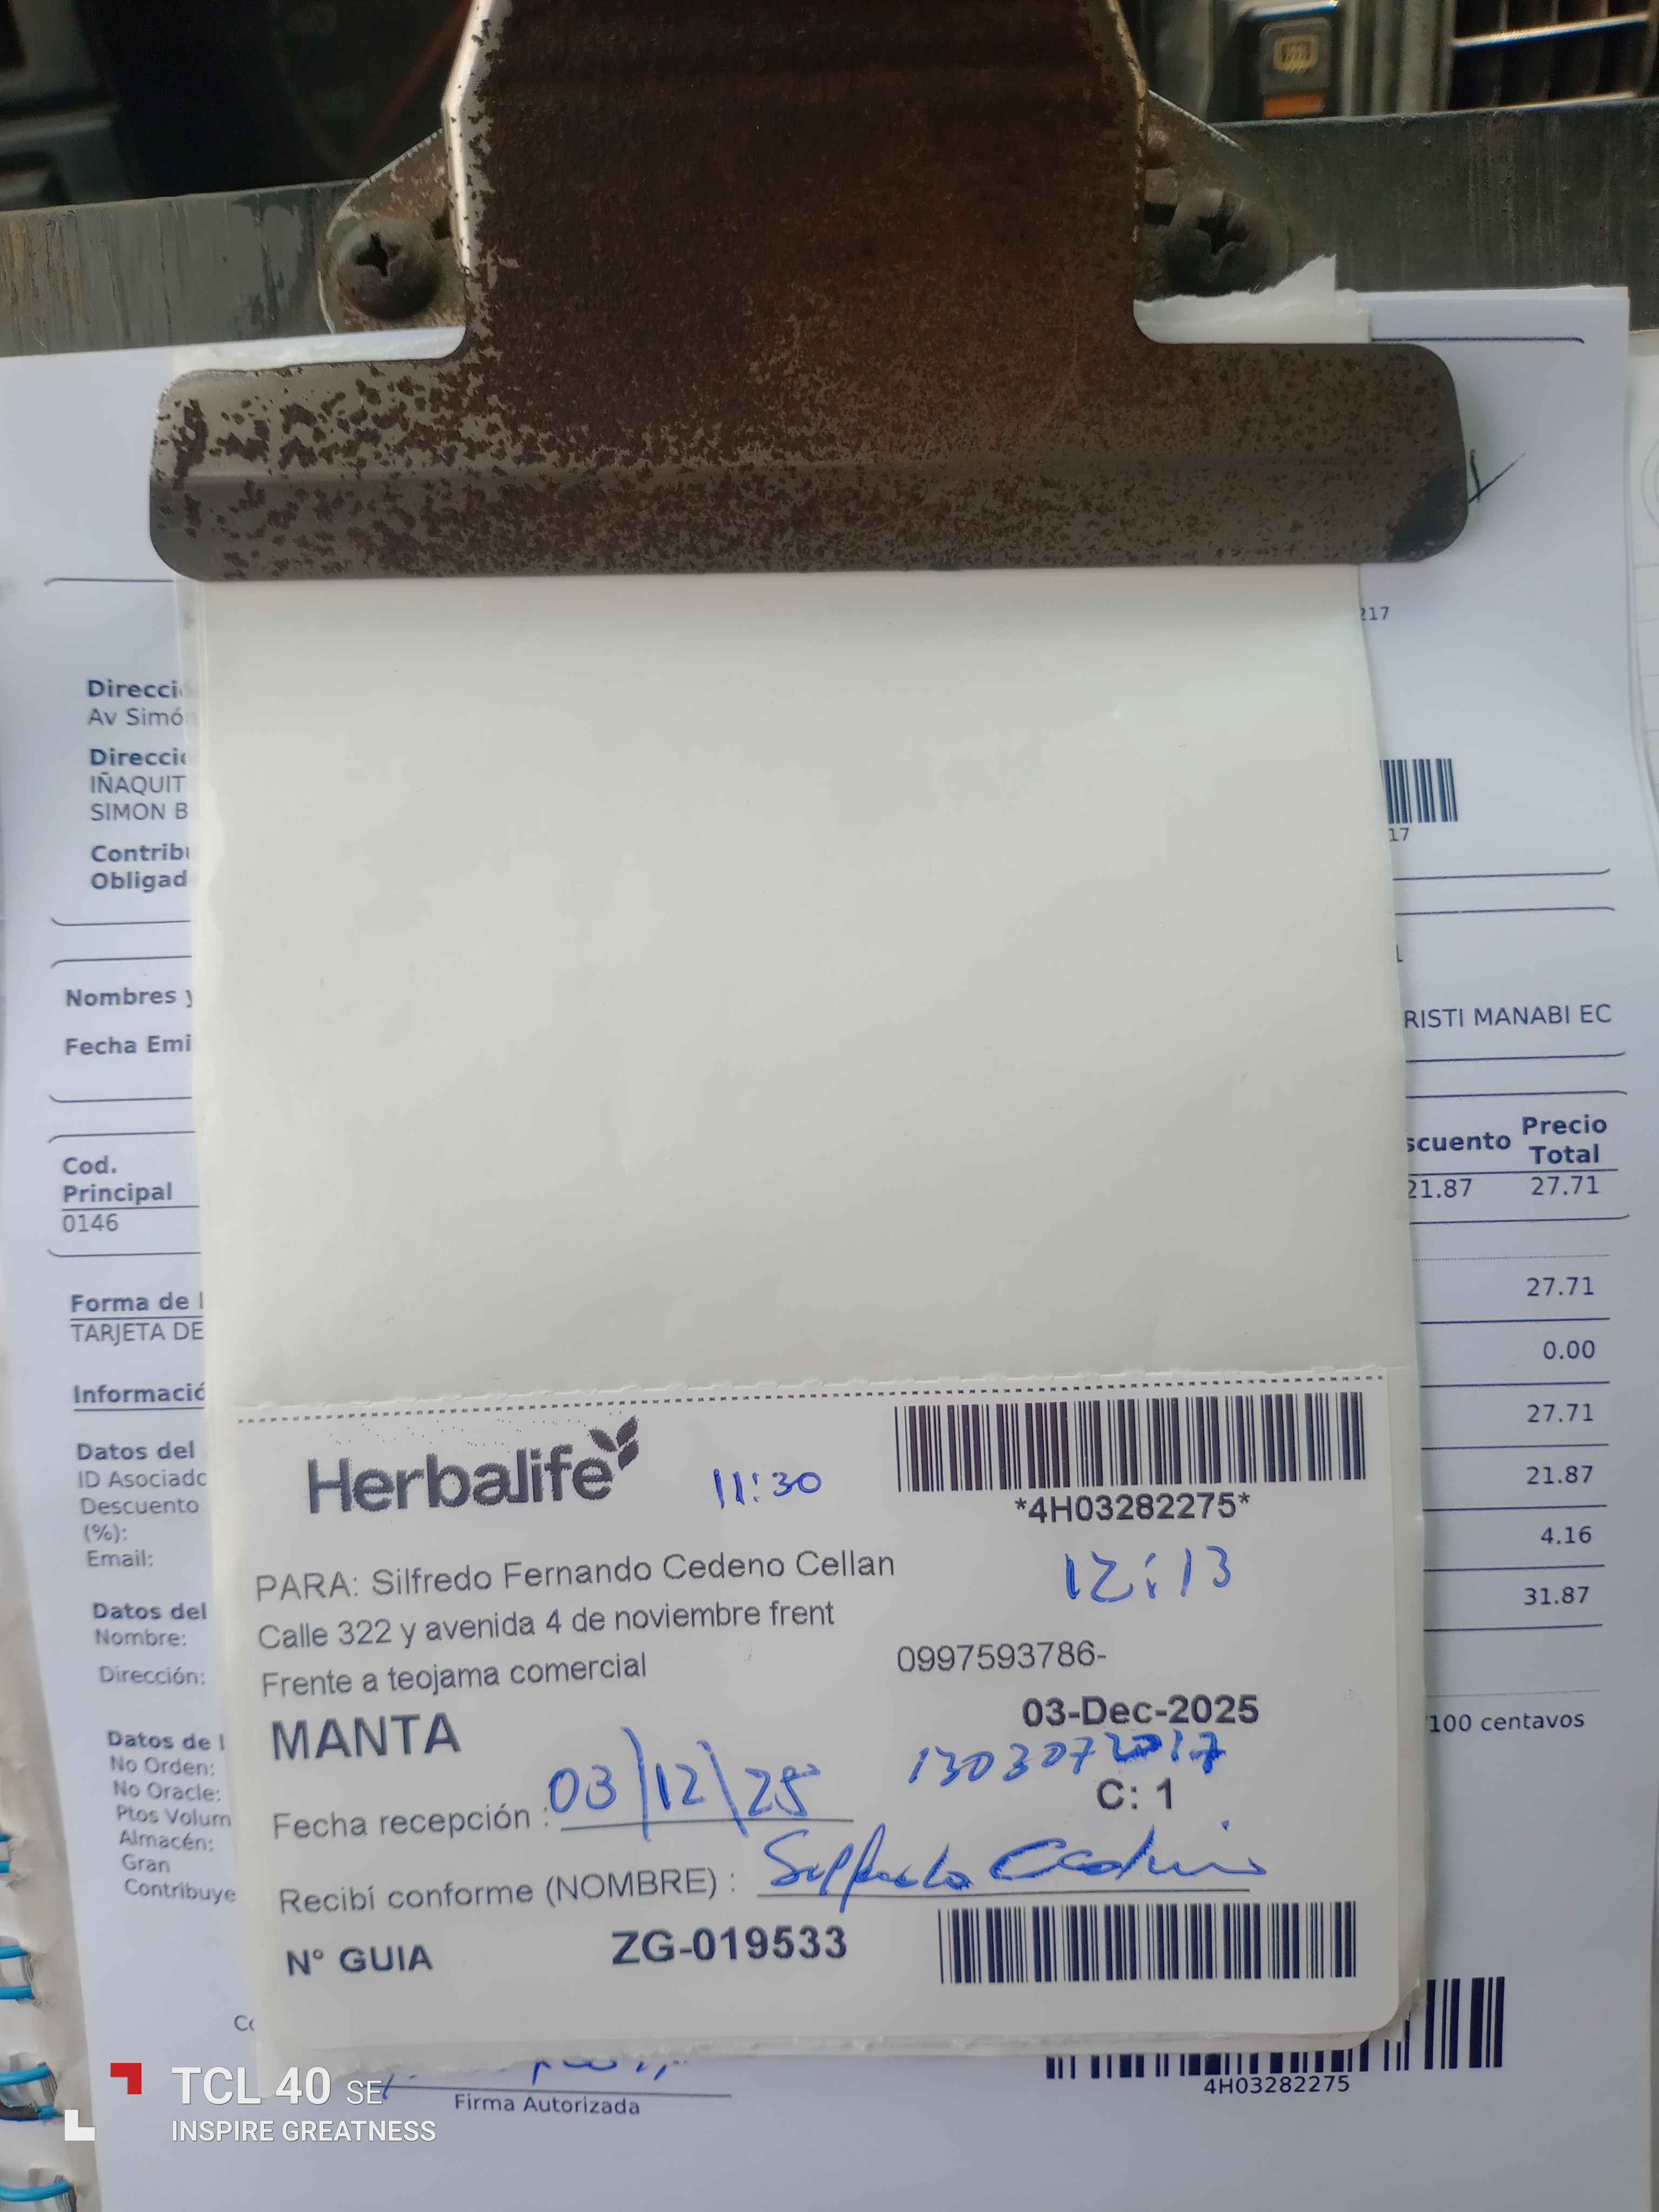 217
Direcci
Av Simón
Direcci
IÑAQUIT
SIMON B
17
Contribu
Obligad
Nombres y
RISTI MANABI EC
Fecha Emi
Cod.
Principal
scuento Precio
Total
0146
21.87 27.71
Forma de
27.71
TARJETA DE
0.00
Informació
27.71
Datos del
ID Asociado
21.87
Descuento
(%):
4.16
Email:
31.87
Datos del
Nombre:
Dirección:
100 centavos
Datos de l
No Orden:
No Oracle:
Ptos Volum
Almacén:
Gran
Contribuye
Herbalife
11:30
*4H03282275*
PARA: Silfredo Fernando Cedeno Cellan
12:13
Calle 322 y avenida 4 de noviembre frent
Frente a teojama comercial
0997593786-
MANTA
03-Dec-2025
Fecha recepción : 03/12/25
C: 1
Recibí conforme (NOMBRE) : Silfredo Cedeño
N° GUIA ZG-019533
Firma Autorizada
4H03282275
TCL 40 SE
INSPIRE GREATNESS